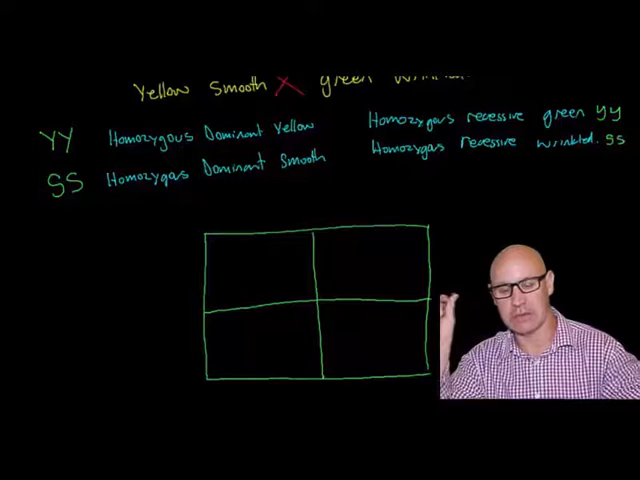 Yellow Smooth X green
YY Homozygous Dominant Yellow
SS Homozygous Dominant Smooth
Homozygous recessive green yy
Homozygous recessive wrinkled. ss